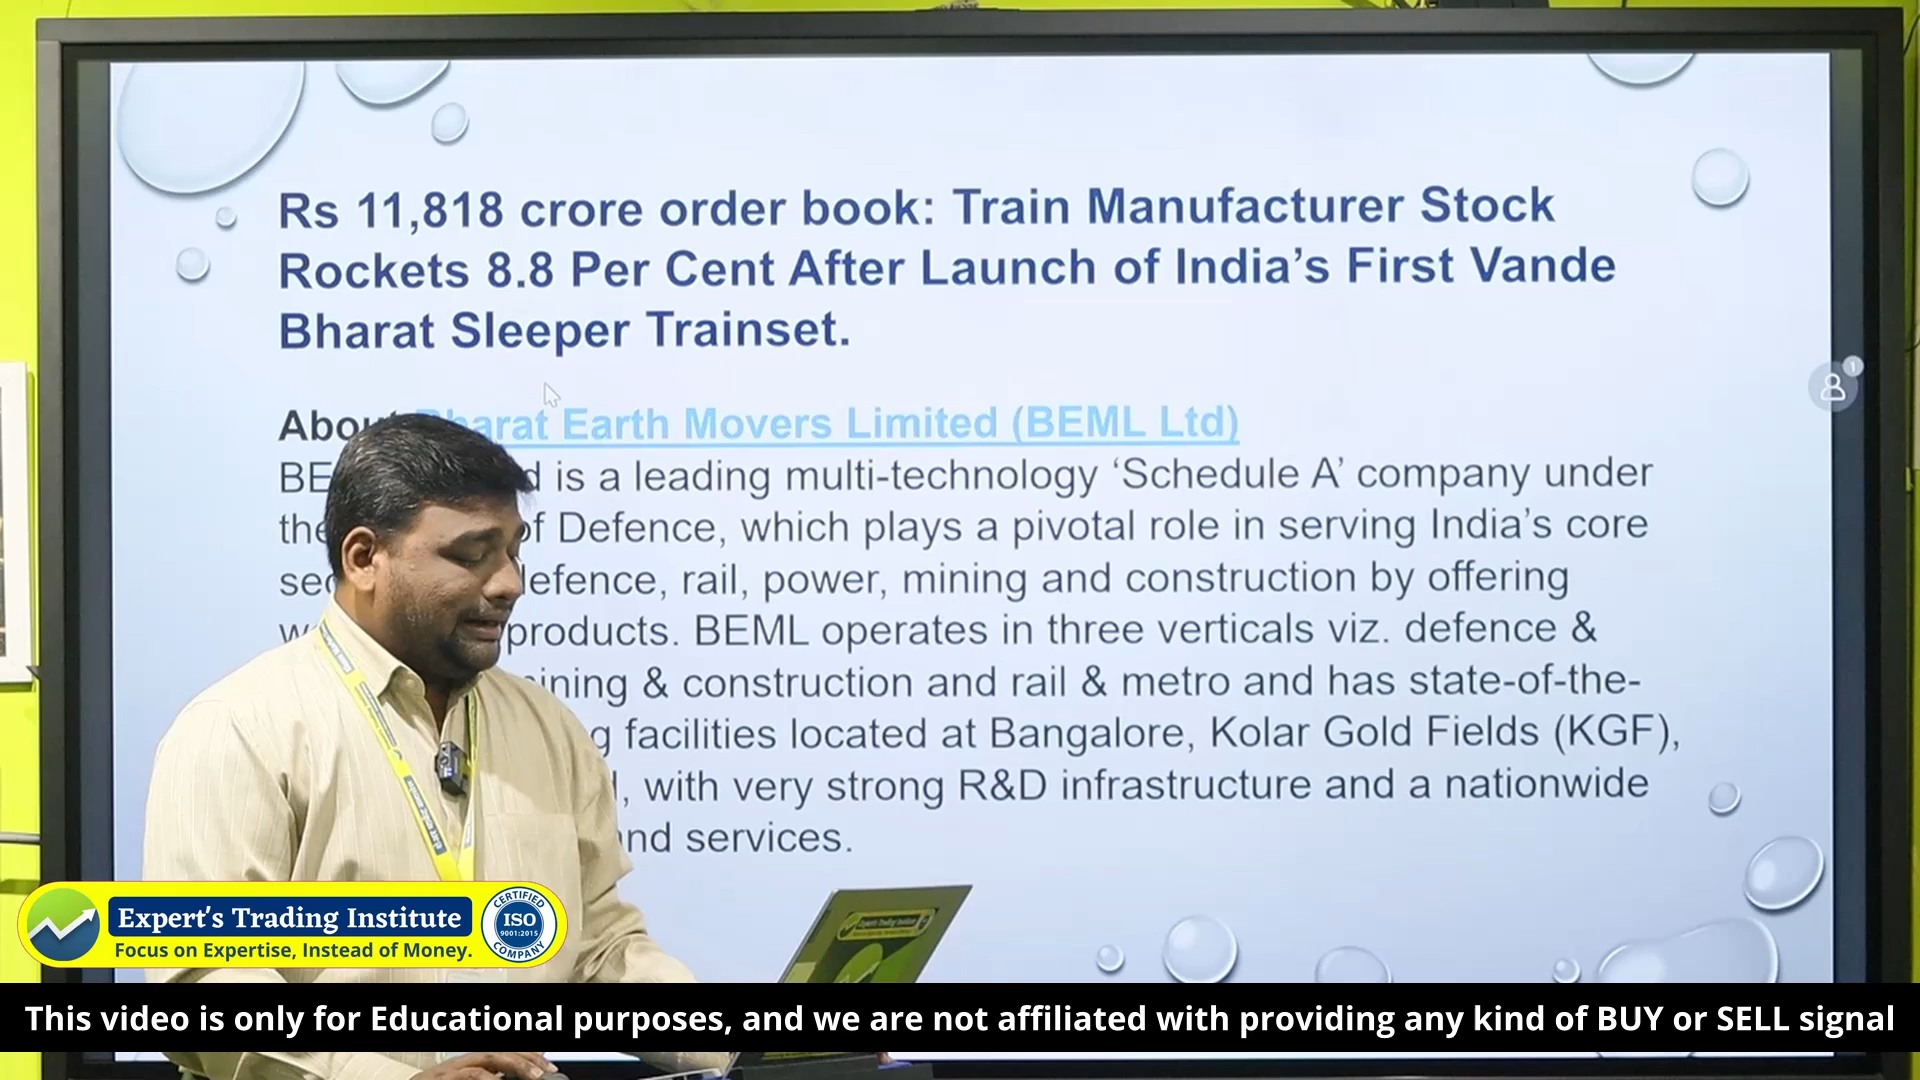 Rs 11,818 crore order book: Train Manufacturer Stock
Rockets 8.8 Per Cent After Launch of India’s First Vande
Bharat Sleeper Trainset.
Abou harat Earth Movers Limited (BEML Ltd)
BE d is a leading multi-technology ‘Schedule A’ company under
the of Defence, which plays a pivotal role in serving India’s core
sec defence, rail, power, mining and construction by offering
products. BEML operates in three verticals viz. defence &
ining & construction and rail & metro and has state-of-the-
g facilities located at Bangalore, Kolar Gold Fields (KGF),
, with very strong R&D infrastructure and a nationwide
nd services.
1
Expert's Trading Institute
Focus on Expertise, Instead of Money.
CERTIFIED
ISO
9001:2015
COMPANY
This video is only for Educational purposes, and we are not affiliated with providing any kind of BUY or SELL signal